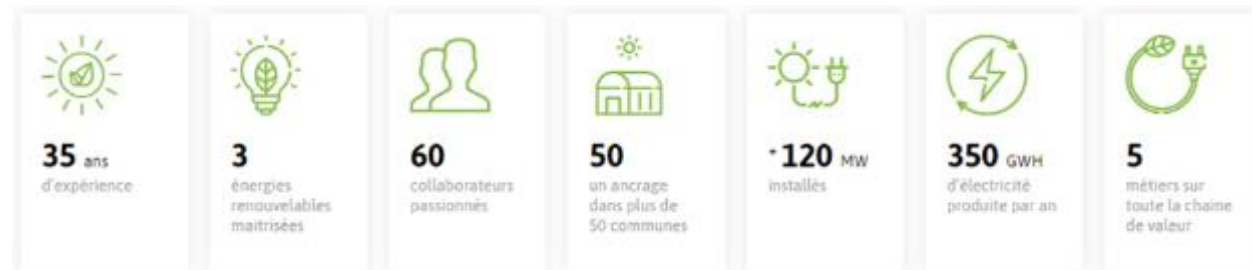 35 ans
d'expérience
3
énergies
renouvelables
maitrisées
60
collaborateurs
passionnés
50
un ancrage
dans plus de
50 communes
+120 MW
installés
350 GWH
d'électricité
produite par an
5
métiers sur
toute la chaine
de valeur